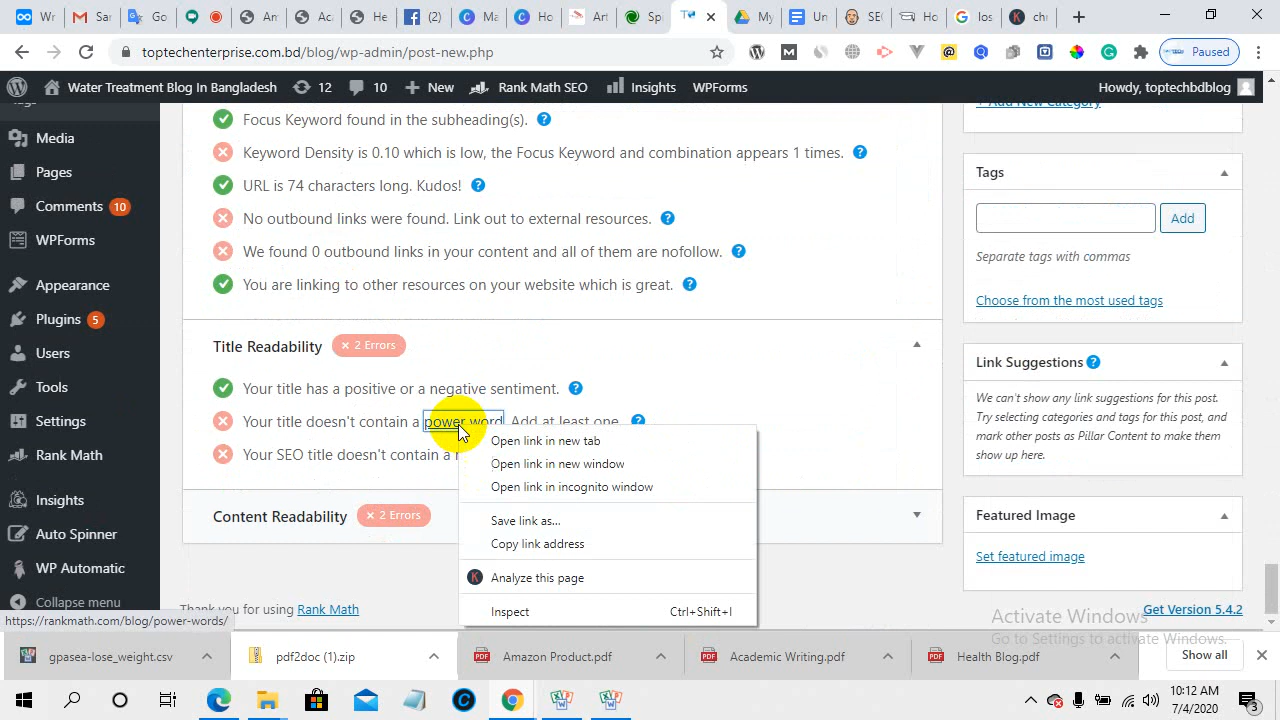 Wr
Sa
Go
Am
Ac
He
(2)
Ca
Ho
Art
Sp
My
Un
SEO
Ho
los
ch
toptechenterprise.com.bd/blog/wp-admin/post-new.php
Paused
Water Treatment Blog In Bangladesh
12
10
New
Rank Math SEO
Insights
WPForms
Howdy, toptechbdblog
Tags
Media
Pages
Comments 10
WPForms
Appearance
Plugins 5
Users
Tools
Settings
Rank Math
Insights
Auto Spinner
WP Automatic
Collapse menu
Focus Keyword found in the subheading(s).
Keyword Density is 0.10 which is low, the Focus Keyword and combination appears 1 times.
URL is 74 characters long. Kudos!
No outbound links were found. Link out to external resources.
We found 0 outbound links in your content and all of them are nofollow.
You are linking to other resources on your website which is great.
Title Readability
2 Errors
Your title has a positive or a negative sentiment.
Your title doesn't contain a power word. Add at least one.
Your SEO title doesn't contain a
Content Readability
2 Errors
Open link in new tab
Open link in new window
Open link in incognito window
Save link as...
Copy link address
Analyze this page
Inspect Ctrl+Shift+I
+ Add New Category
Tags
Add
Separate tags with commas
Choose from the most used tags
Link Suggestions
We can't show any link suggestions for this post.
Try selecting categories and tags for this post, and
mark other posts as Pillar Content to make them
show up here.
Featured Image
Set featured image
Thank you for using Rank Math
Get Version 5.4.2
https://rankmath.com/blog/power-words/
Activate Windows
Go to Settings to activate Windows.
gpasea-lose_weight.csv
pdf2doc (1).zip
Amazon Product.pdf
Academic Writing.pdf
Health Blog.pdf
Show all
10:12 AM
7/4/2020
3